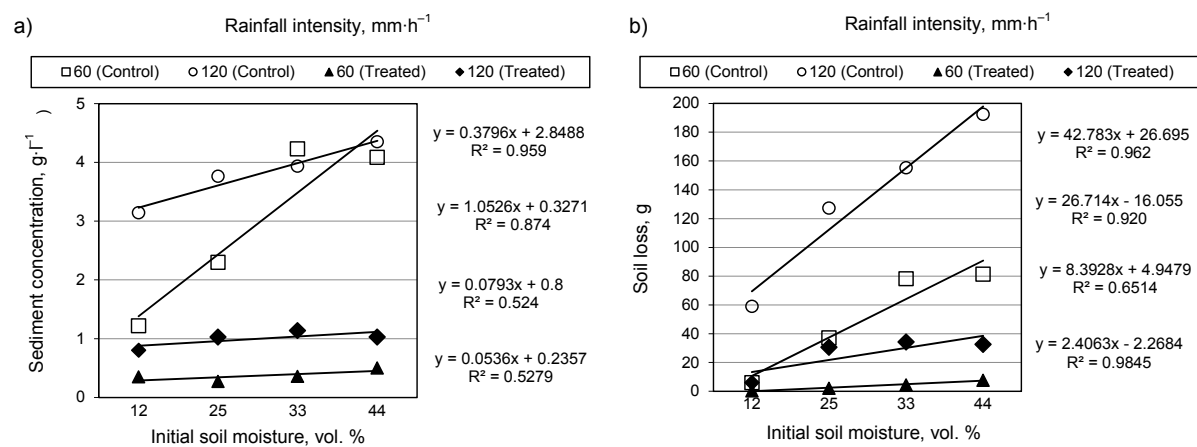 a)
Rainfall intensity, mm·h⁻¹
60 (Control) 120 (Control) 60 (Treated) 120 (Treated)
Sediment concentration, g·l⁻¹ )
5
4
3
2
1
0
12 25 33 44
Initial soil moisture, vol. %
y = 0.3796x + 2.8488
R² = 0.959
y = 1.0526x + 0.3271
R² = 0.874
y = 0.0793x + 0.8
R² = 0.524
y = 0.0536x + 0.2357
R² = 0.5279
b)
Rainfall intensity, mm·h⁻¹
60 (Control) 120 (Control) 60 (Treated) 120 (Treated)
Soil loss, g
200
180
160
140
120
100
80
60
40
20
0
12 25 33 44
Initial soil moisture, vol. %
y = 42.783x + 26.695
R² = 0.962
y = 26.714x - 16.055
R² = 0.920
y = 8.3928x + 4.9479
R² = 0.6514
y = 2.4063x - 2.2684
R² = 0.9845